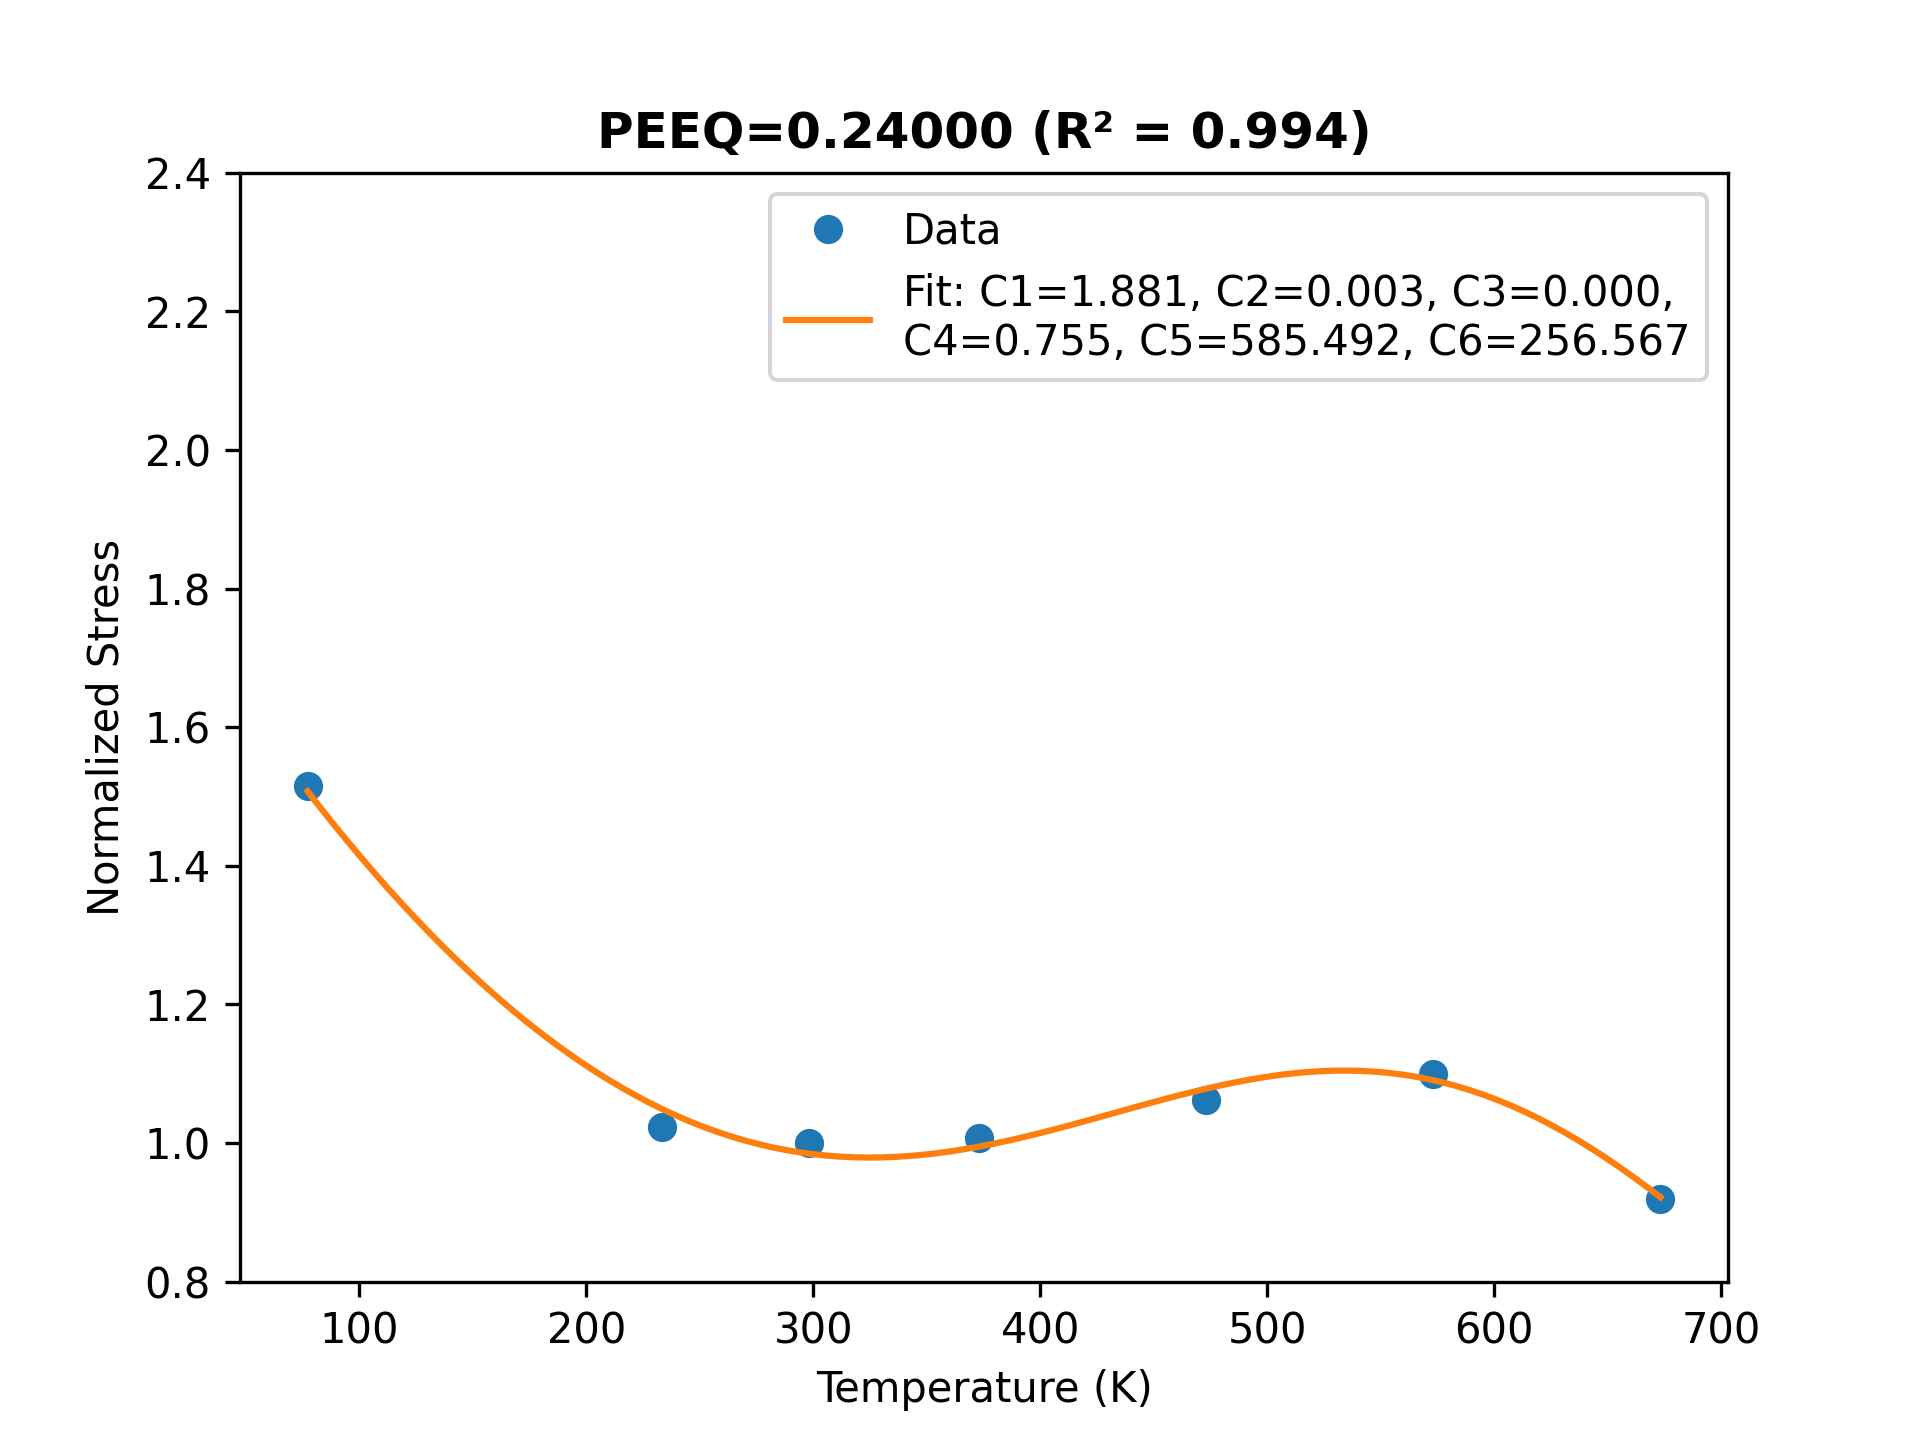 PEEQ=0.24000 (R² = 0.994)
2.4
2.2
2.0
1.8
1.6
1.4
1.2
1.0
0.8
Normalized Stress
Data
Fit: C1=1.881, C2=0.003, C3=0.000,
C4=0.755, C5=585.492, C6=256.567
100 200 300 400 500 600 700
Temperature (K)